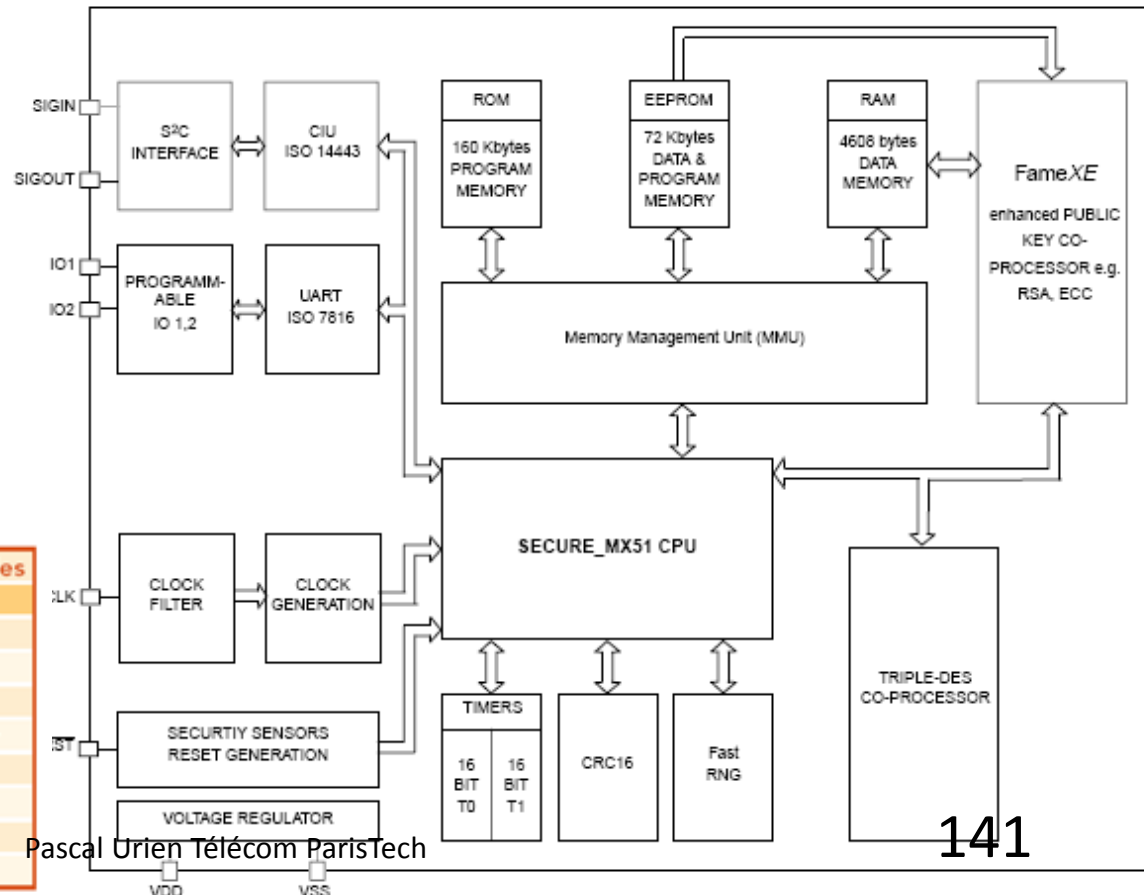 SIGIN
SIGOUT
S²C
INTERFACE
CIU
ISO 14443
ROM
160 Kbytes
PROGRAM
MEMORY
EEPROM
72 Kbytes
DATA &
PROGRAM
MEMORY
RAM
4608 bytes
DATA
MEMORY
FameXE
enhanced PUBLIC
KEY CO-
PROCESSOR e.g.
RSA, ECC
IO1
IO2
PROGRAMM-
ABLE
IO 1,2
UART
ISO 7816
Memory Management Unit (MMU)
SECURE_MX51 CPU
es
CLK
CLOCK
FILTER
CLOCK
GENERATION
TRIPLE-DES
CO-PROCESSOR
SECURTIY SENSORS
RESET GENERATION
TIMERS
16
BIT
T0
16
BIT
T1
CRC16
Fast
RNG
VOLTAGE REGULATOR
Pascal Urien Télécom ParisTech
141
VDD
VSS